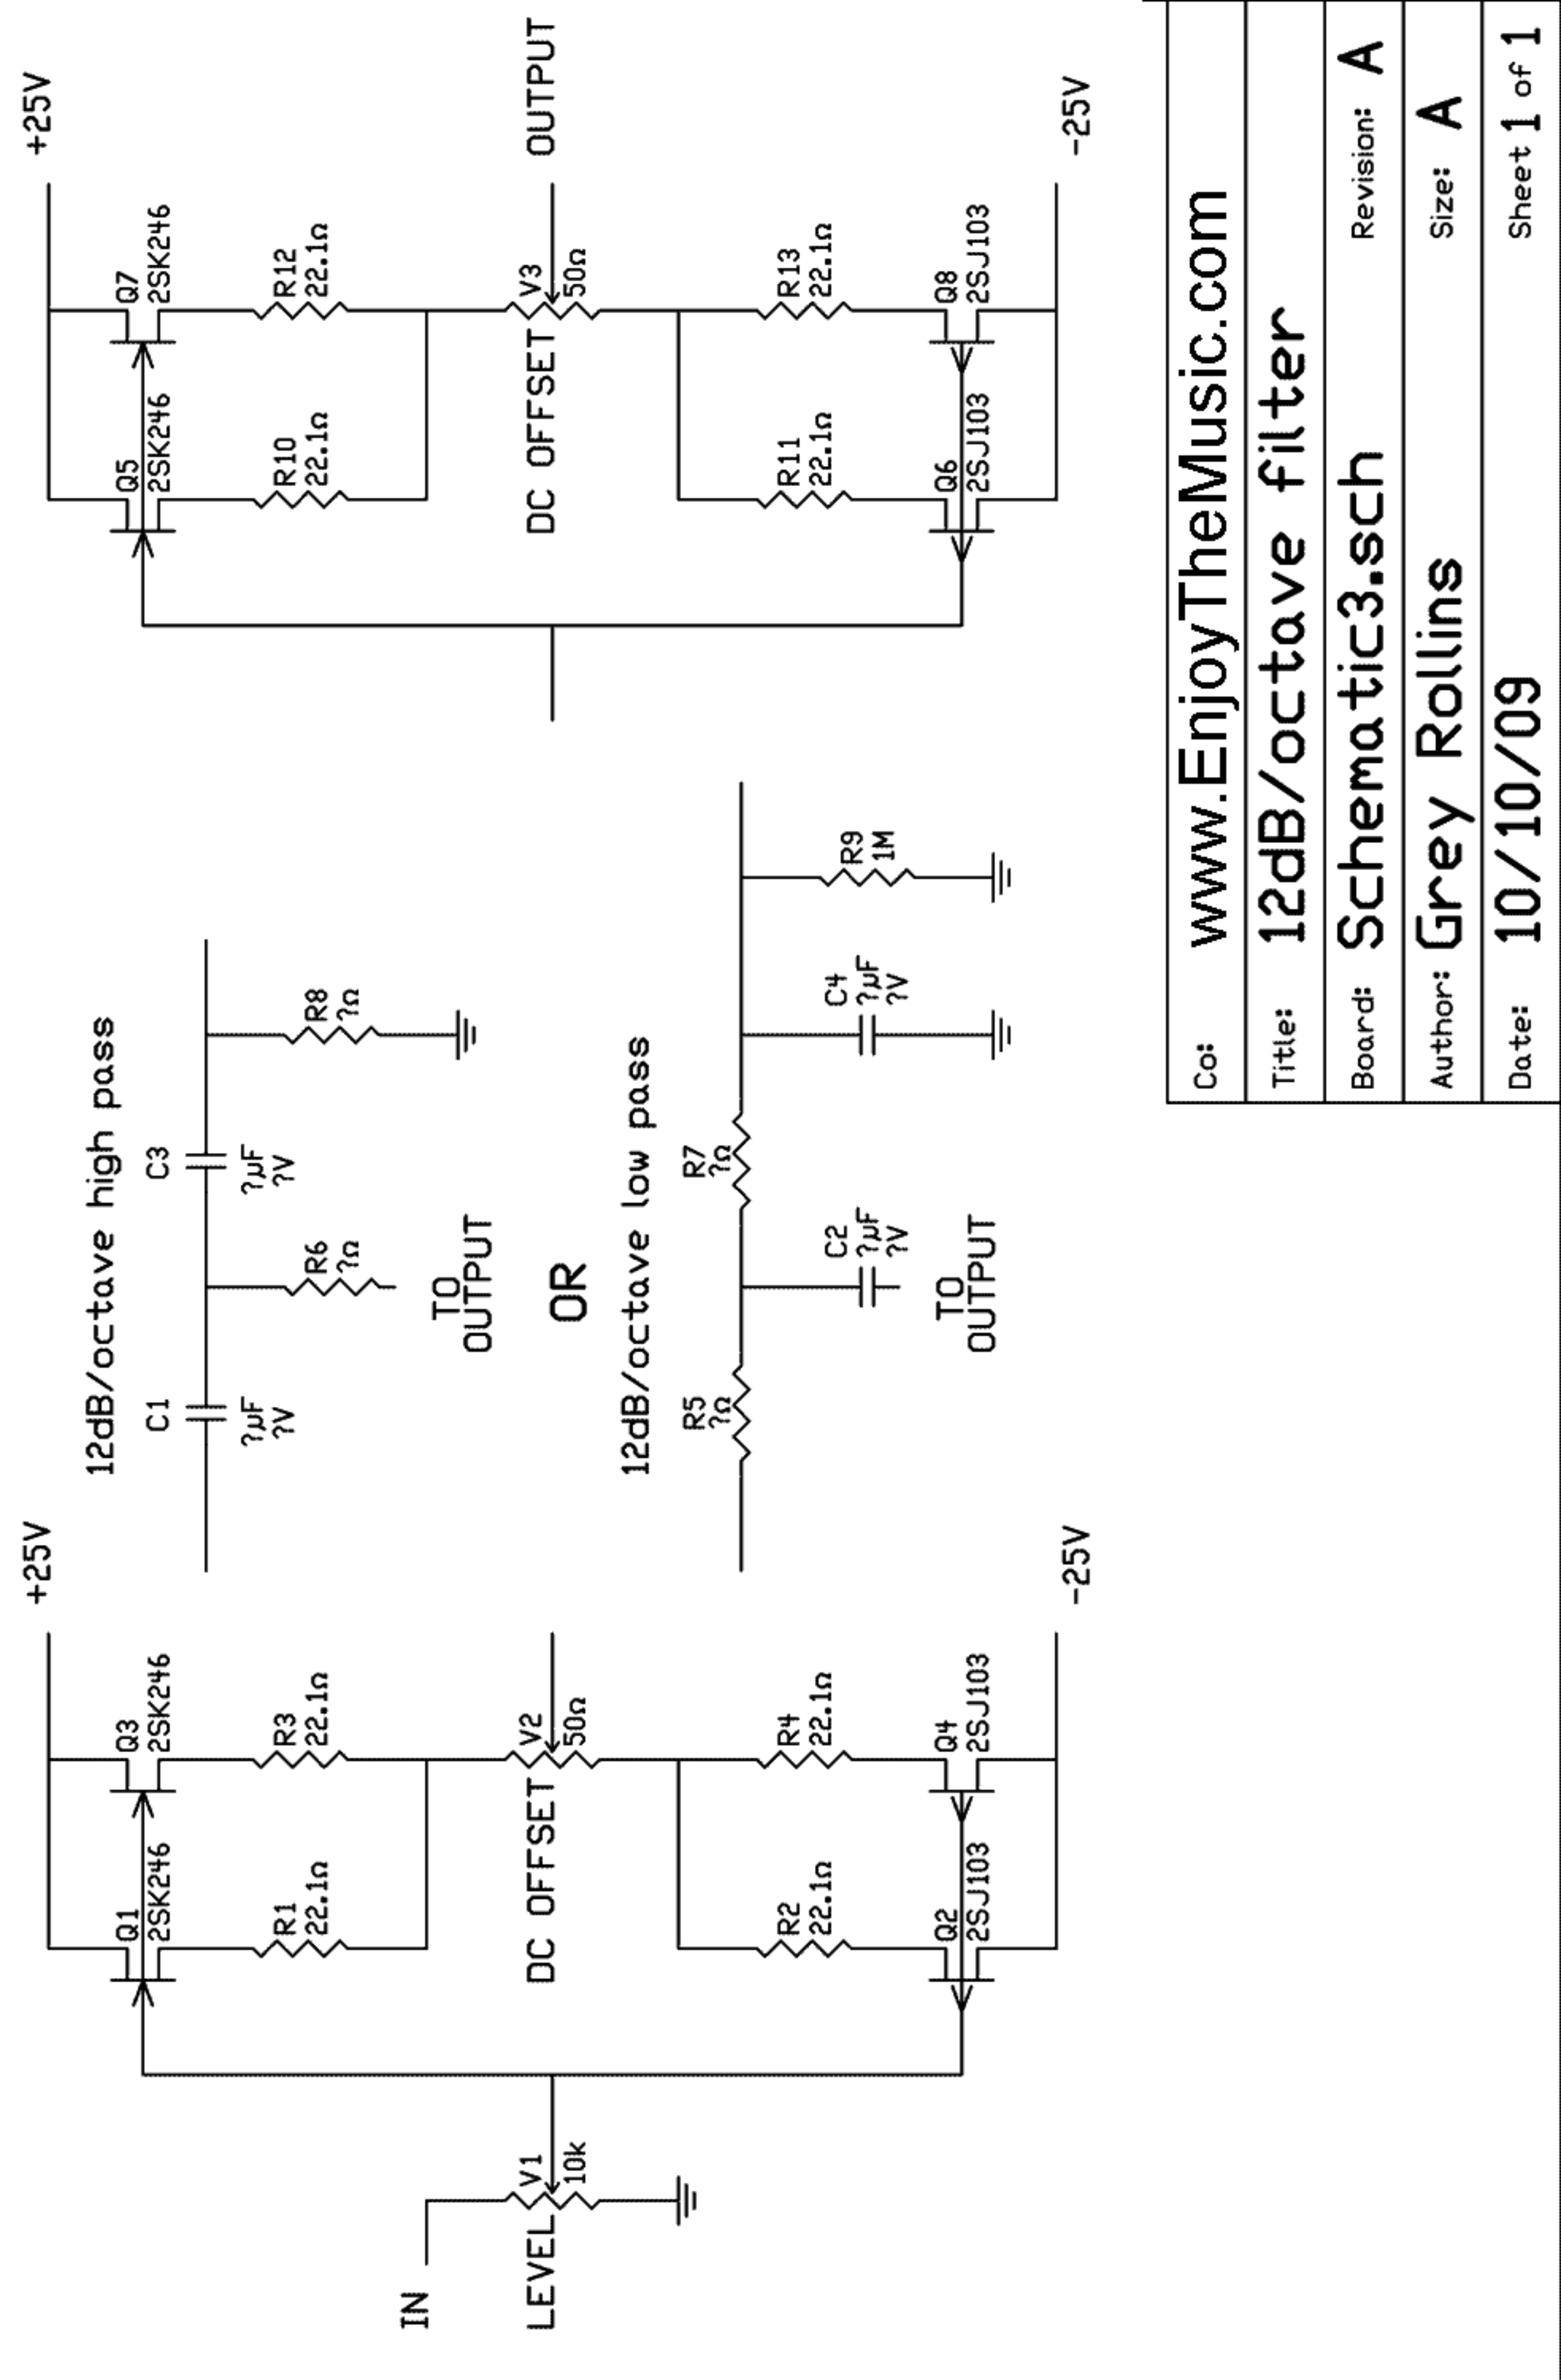 +25V
Q1
2SK246
Q3
2SK246
R1
22.1Ω
R3
22.1Ω
IN
LEVEL
V1
10k
DC OFFSET
V2
50Ω
R2
22.1Ω
R4
22.1Ω
Q2
2SJ103
Q4
2SJ103
-25V
12dB/octave high pass
C1
?µF
?V
C3
?µF
?V
R6
?Ω
R8
?Ω
TO
OUTPUT
OR
12dB/octave low pass
R5
?Ω
R7
?Ω
C2
?µF
?V
C4
?µF
?V
R9
1M
TO
OUTPUT
+25V
Q5
2SK246
Q7
2SK246
R10
22.1Ω
R12
22.1Ω
DC OFFSET
V3
50Ω
OUTPUT
R11
22.1Ω
R13
22.1Ω
Q6
2SJ103
Q8
2SJ103
-25V
Co: www.EnjoyTheMusic.com
Title: 12dB/octave filter
Board: Schematic3.sch Revision: A
Author: Grey Rollins Size: A
Date: 10/10/09 Sheet 1 of 1